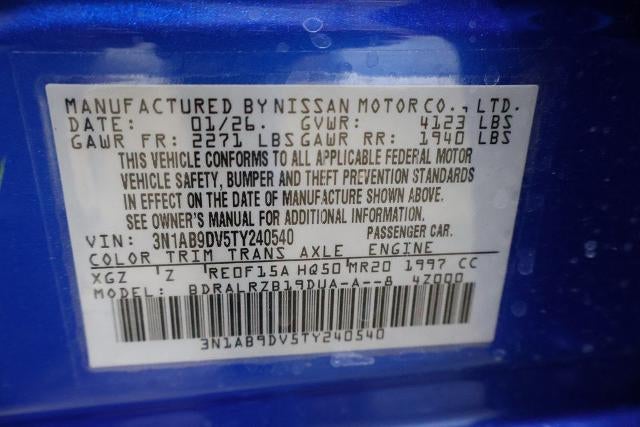 MANUFACTURED BY NISSAN MOTOR CO., LTD.
DATE: 01/26. GVWR: 4123 LBS
GAWR FR: 2271 LBS GAWR RR: 1940 LBS
THIS VEHICLE CONFORMS TO ALL APPLICABLE FEDERAL MOTOR
VEHICLE SAFETY, BUMPER AND THEFT PREVENTION STANDARDS
IN EFFECT ON THE DATE OF MANUFACTURE SHOWN ABOVE.
SEE OWNER'S MANUAL FOR ADDITIONAL INFORMATION.
VIN: 3N1AB9DV5TY240540 PASSENGER CAR.
COLOR TRIM TRANS AXLE ENGINE
XGZ Z RE0F15A HQ50 MR20 1997 CC
MODEL: BDRALRZB19DUA-A--8 4Z000
3N1AB9DV5TY240540